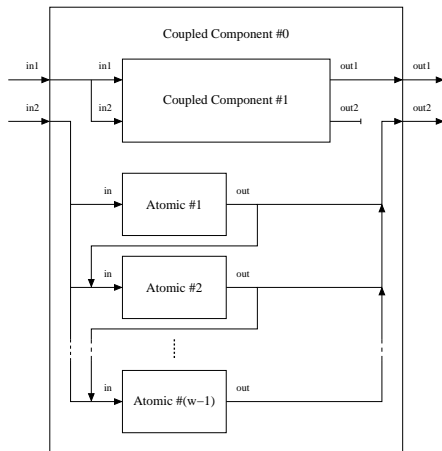 Coupled Component #0
in1 in1 out1 out1
Coupled Component #1
in2 in2 out2 out2
in out
Atomic #1
in out
Atomic #2
in out
Atomic #(w−1)